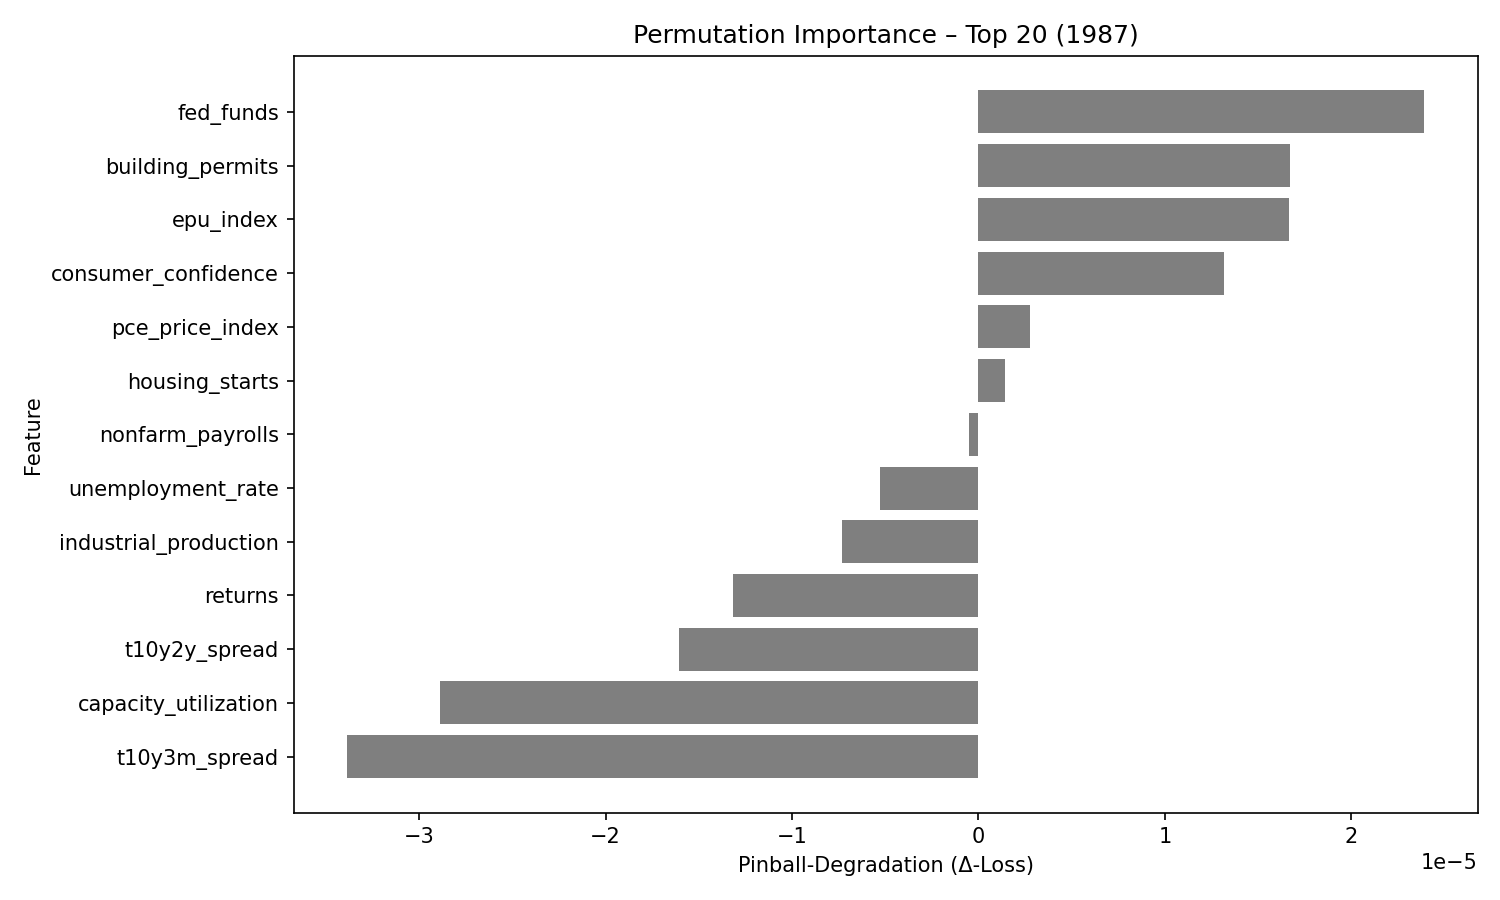 Permutation Importance – Top 20 (1987)
fed_funds
building_permits
epu_index
consumer_confidence
pce_price_index
housing_starts
nonfarm_payrolls
unemployment_rate
industrial_production
returns
t10y2y_spread
capacity_utilization
t10y3m_spread
Feature
−3 −2 −1 0 1 2
1e−5
Pinball-Degradation (Δ-Loss)